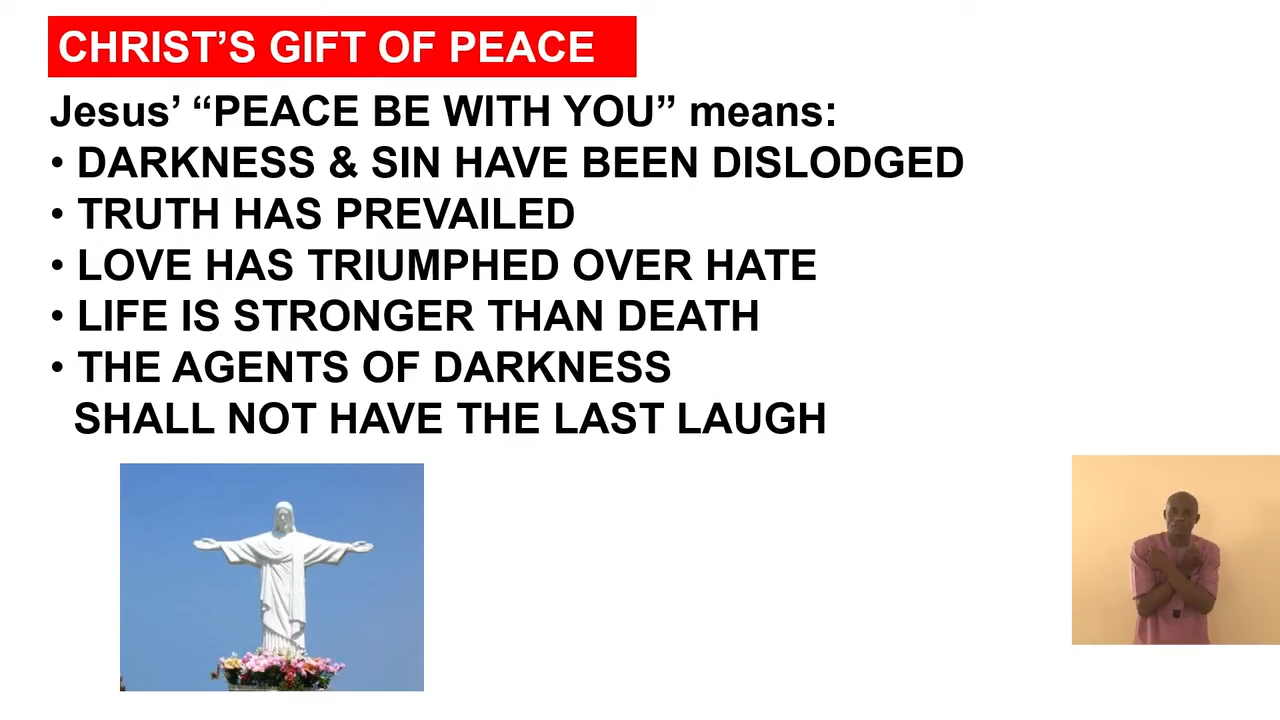 CHRIST’S GIFT OF PEACE
Jesus’ “PEACE BE WITH YOU” means:
• DARKNESS & SIN HAVE BEEN DISLODGED
• TRUTH HAS PREVAILED
• LOVE HAS TRIUMPHED OVER HATE
• LIFE IS STRONGER THAN DEATH
• THE AGENTS OF DARKNESS
SHALL NOT HAVE THE LAST LAUGH